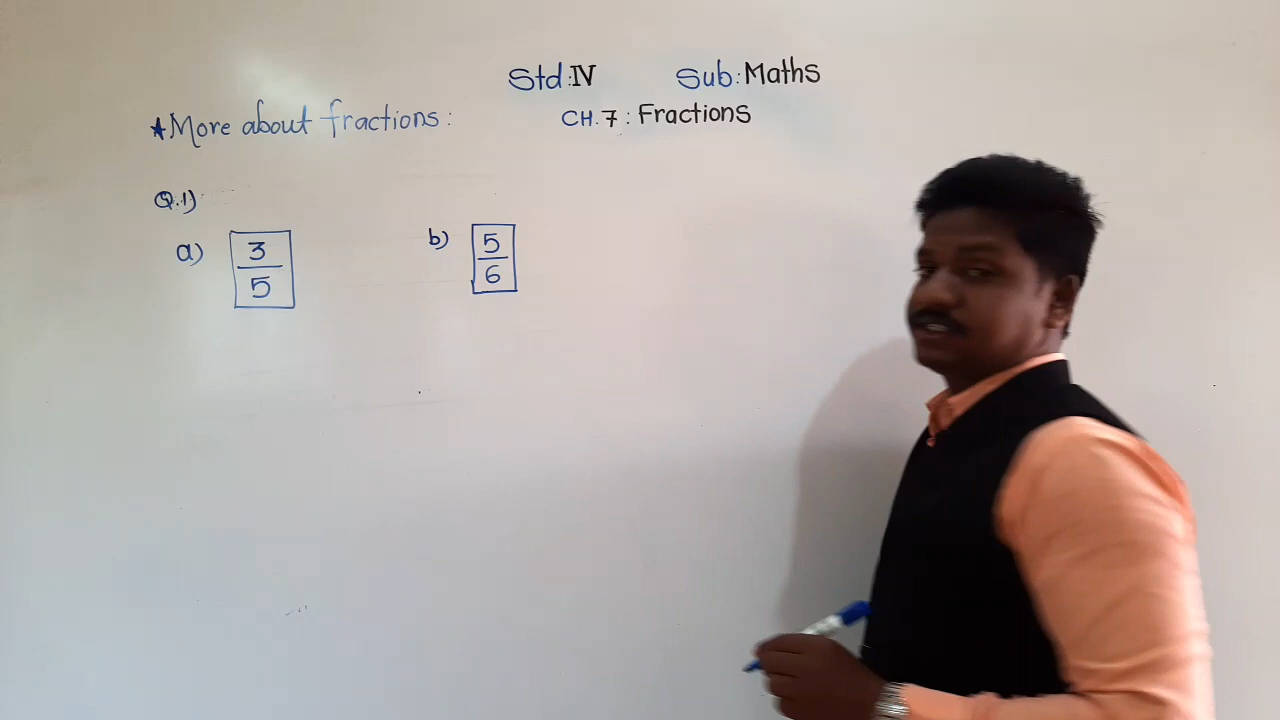 Std:IV Sub: Maths
★More about fractions: CH.7: Fractions
Q.1)
a) 3/5 b) 5/6